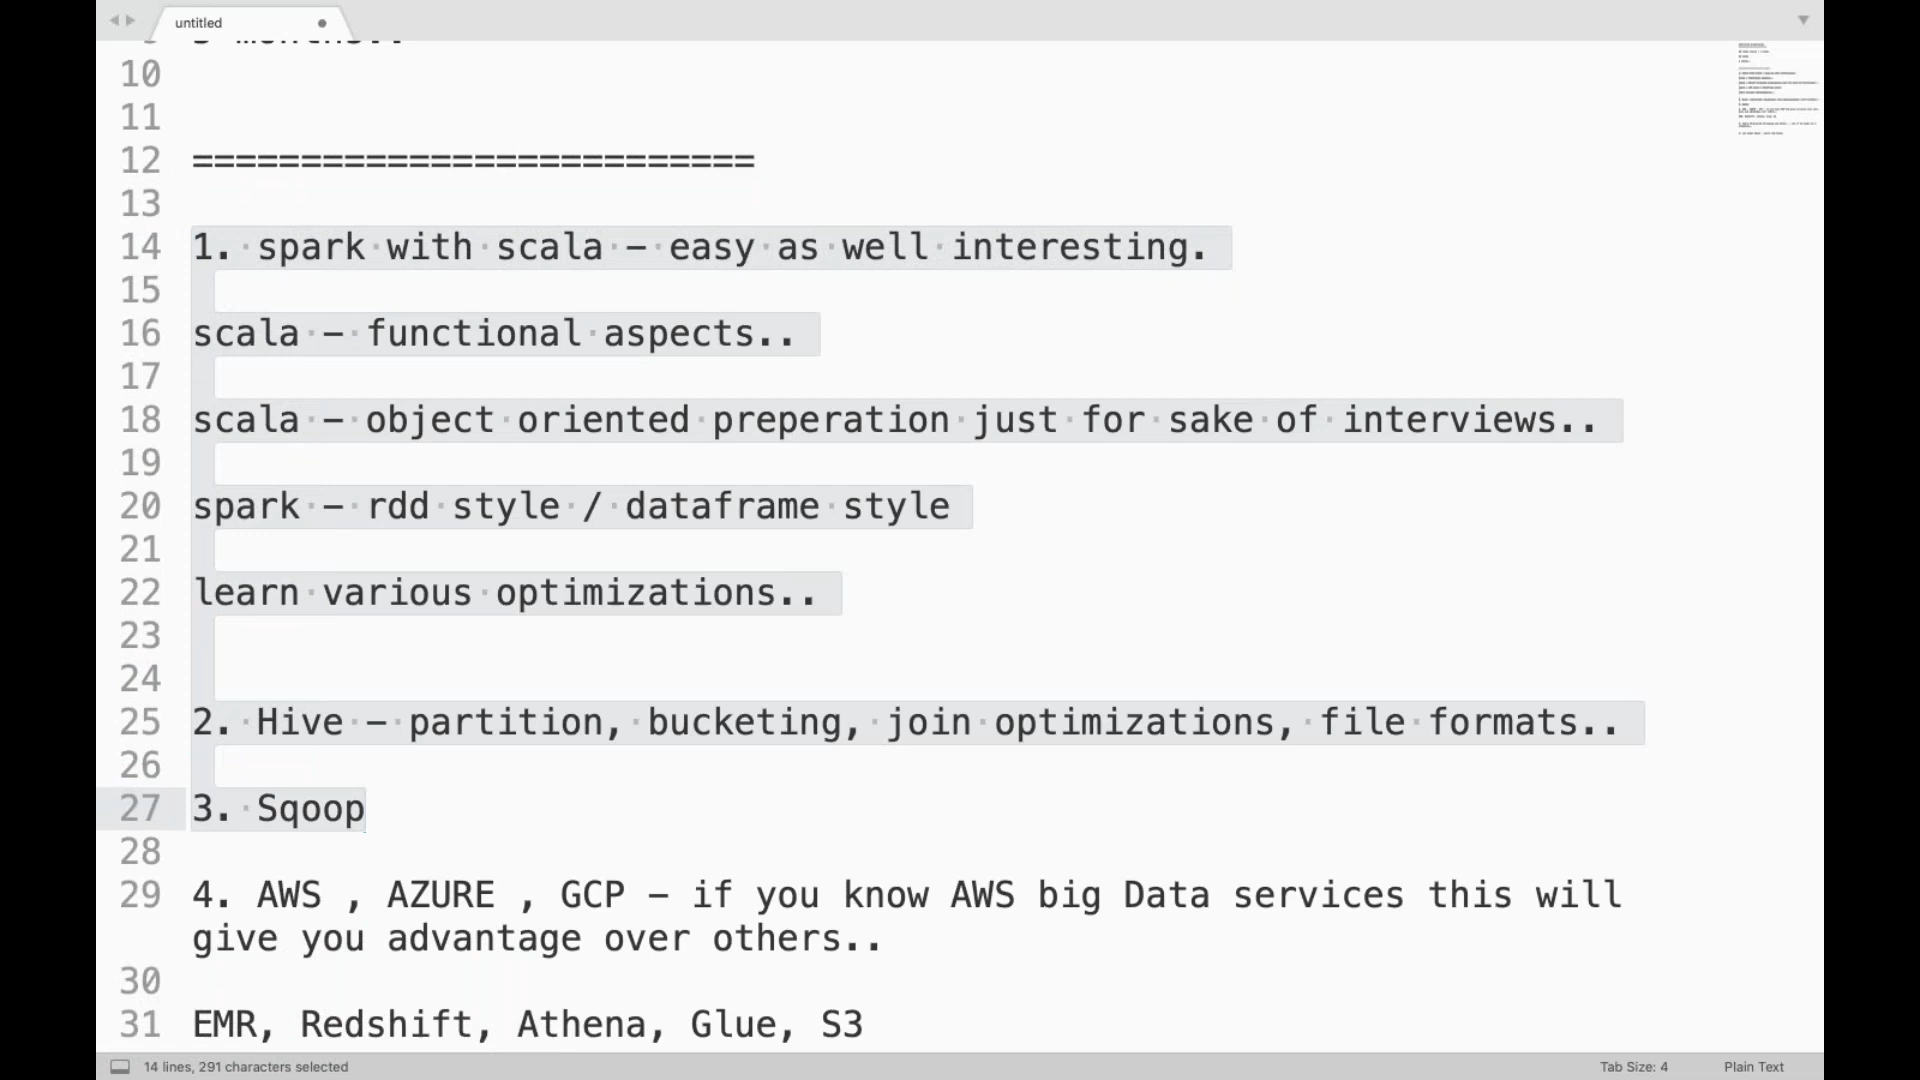 untitled
10
11
12 ==========================
13
14 1. spark with scala - easy as well interesting.
15
16 scala - functional aspects..
17
18 scala - object oriented preperation just for sake of interviews..
19
20 spark - rdd style / dataframe style
21
22 learn various optimizations..
23
24
25 2. Hive - partition, bucketing, join optimizations, file formats..
26
27 3. Sqoop
28
29 4. AWS , AZURE , GCP - if you know AWS big Data services this will
give you advantage over others..
30
31 EMR, Redshift, Athena, Glue, S3
14 lines, 291 characters selected
Tab Size: 4
Plain Text